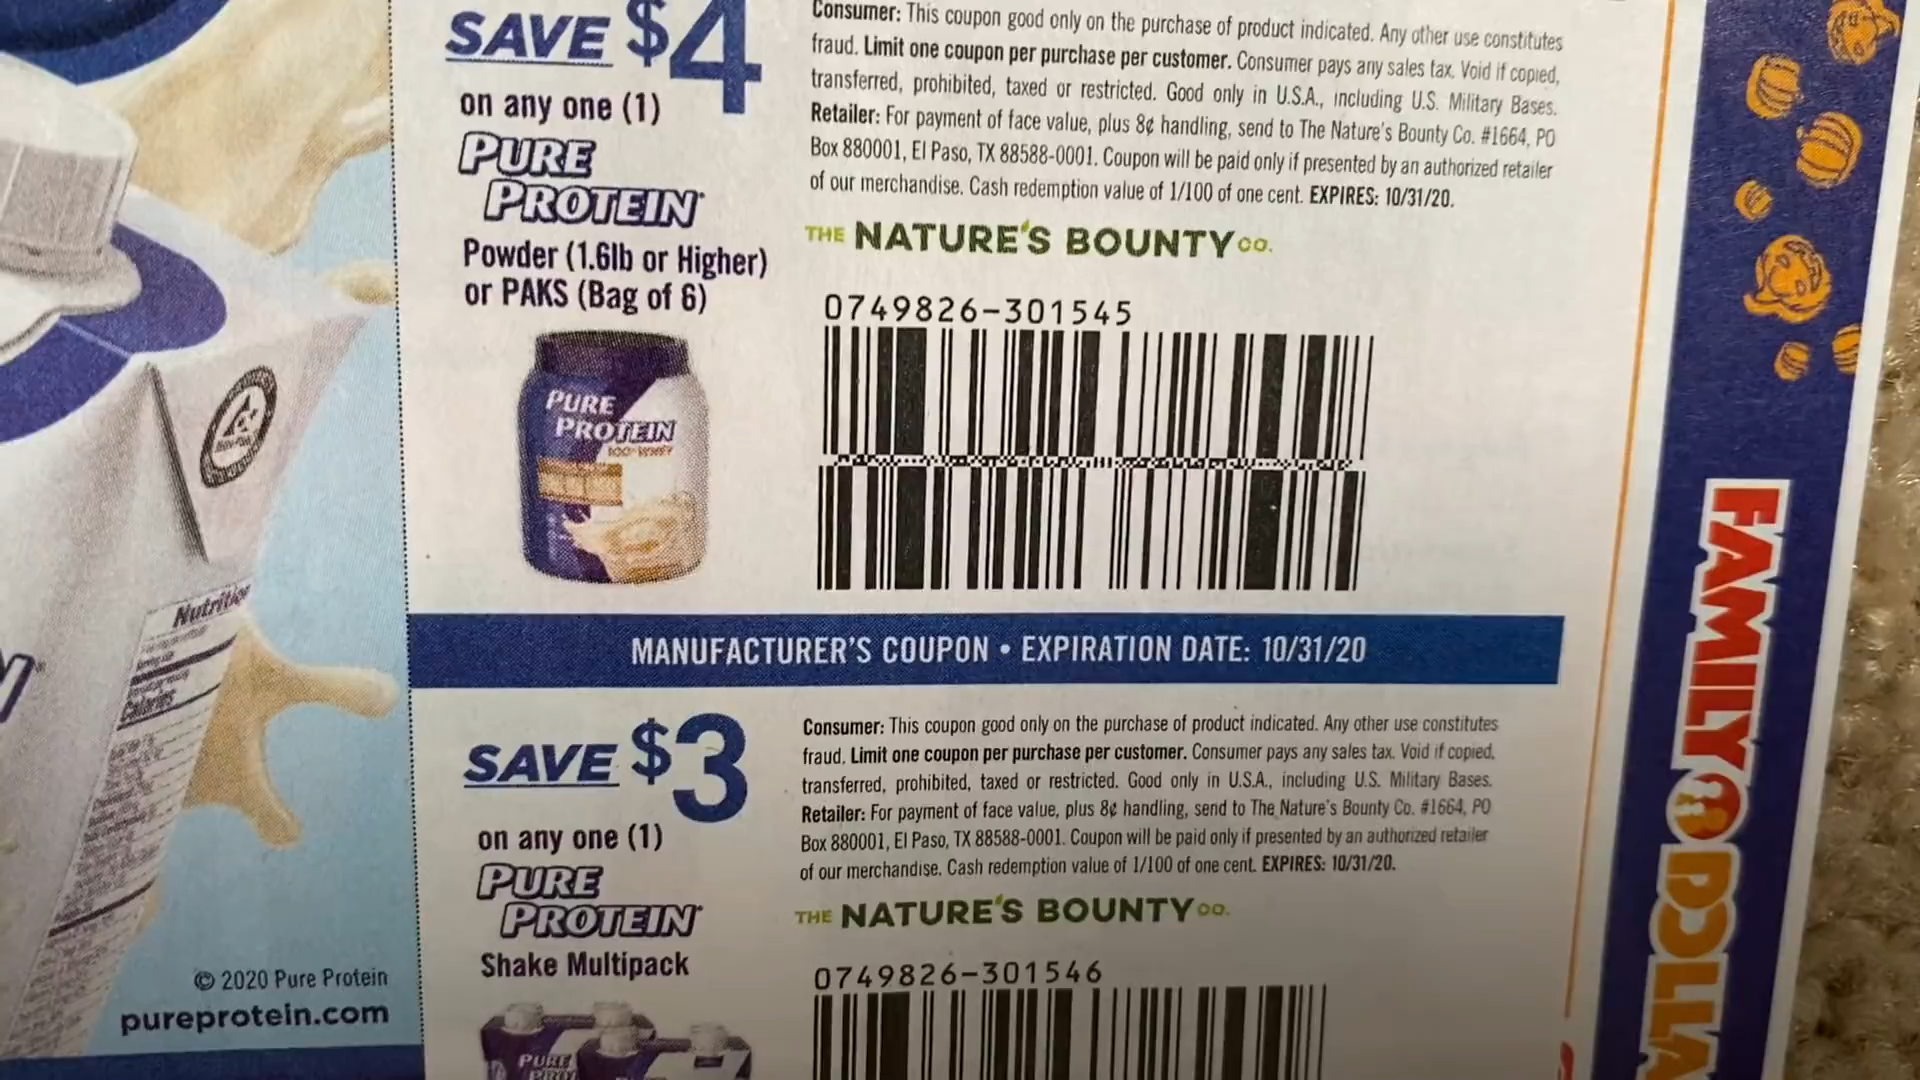 SAVE $4
on any one (1)
PURE
PROTEIN
Powder (1.6lb or Higher)
or PAKS (Bag of 6)
Consumer: This coupon good only on the purchase of product indicated. Any other use constitutes
fraud. Limit one coupon per purchase per customer. Consumer pays any sales tax. Void if copied,
transferred, prohibited, taxed or restricted. Good only in U.S.A., including U.S. Military Bases.
Retailer: For payment of face value, plus 8¢ handling, send to The Nature's Bounty Co. #1664, PO
Box 880001, El Paso, TX 88588-0001. Coupon will be paid only if presented by an authorized retailer
of our merchandise. Cash redemption value of 1/100 of one cent. EXPIRES: 10/31/20.
THE NATURE'S BOUNTY CO.
0749826-301545
PURE
PROTEIN
100% WHEY
MANUFACTURER'S COUPON • EXPIRATION DATE: 10/31/20
SAVE $3
on any one (1)
PURE
PROTEIN
Shake Multipack
Consumer: This coupon good only on the purchase of product indicated. Any other use constitutes
fraud. Limit one coupon per purchase per customer. Consumer pays any sales tax. Void if copied,
transferred, prohibited, taxed or restricted. Good only in U.S.A., including U.S. Military Bases.
Retailer: For payment of face value, plus 8¢ handling, send to The Nature's Bounty Co. #1664, PO
Box 880001, El Paso, TX 88588-0001. Coupon will be paid only if presented by an authorized retailer
of our merchandise. Cash redemption value of 1/100 of one cent. EXPIRES: 10/31/20.
THE NATURE'S BOUNTY CO.
0749826-301546
PURE
Nutrition
Calories
© 2020 Pure Protein
pureprotein.com
FAMILY DOLLA